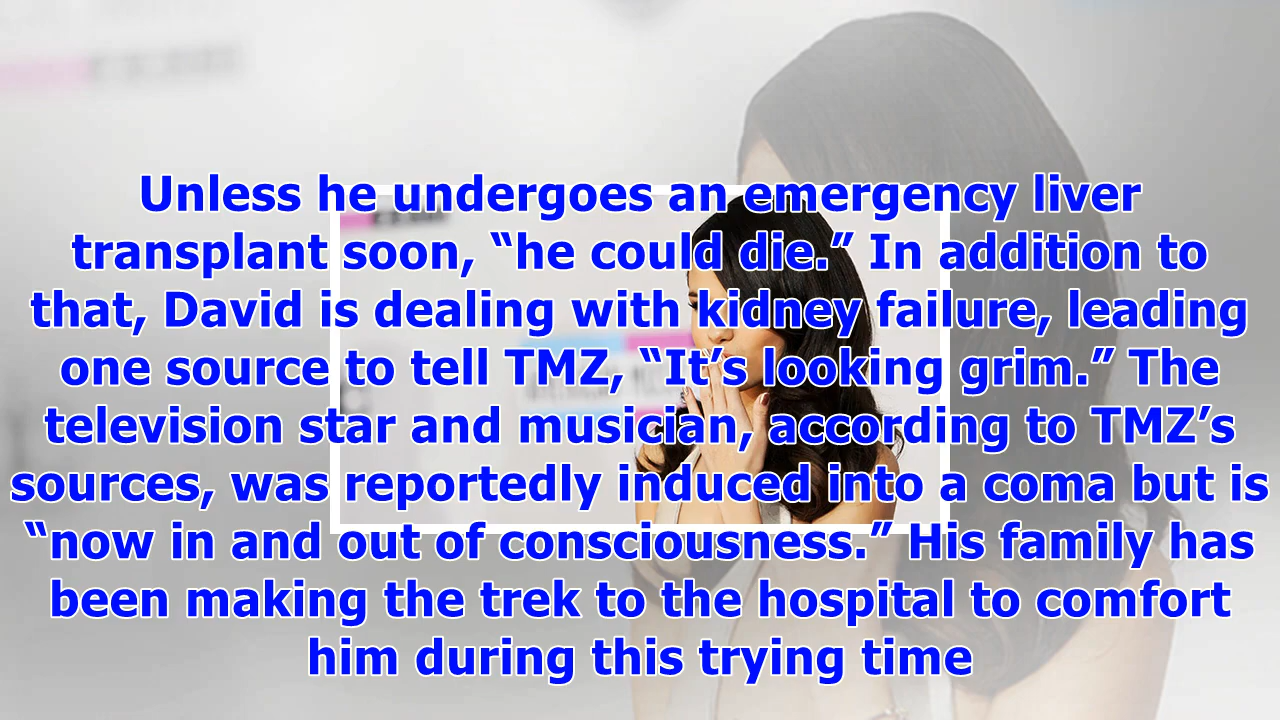 Unless he undergoes an emergency liver
transplant soon, “he could die.” In addition to
that, David is dealing with kidney failure, leading
one source to tell TMZ, “It’s looking grim.” The
television star and musician, according to TMZ’s
sources, was reportedly induced into a coma but is
“now in and out of consciousness.” His family has
been making the trek to the hospital to comfort
him during this trying time